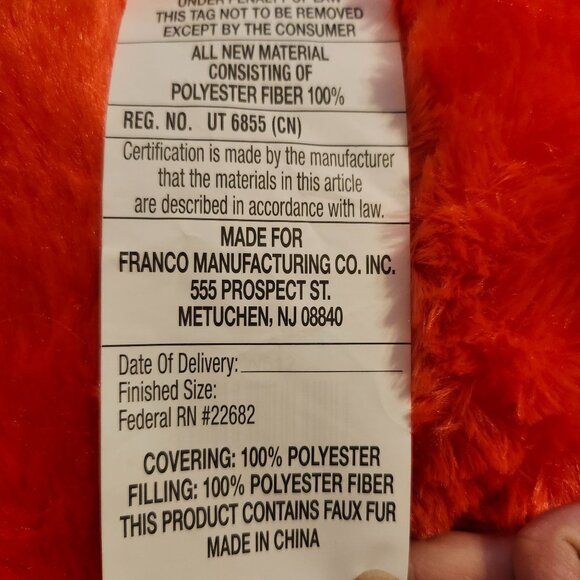 UNDER PENALTY OF LAW
THIS TAG NOT TO BE REMOVED
EXCEPT BY THE CONSUMER
ALL NEW MATERIAL
CONSISTING OF
POLYESTER FIBER 100%
REG. NO. UT 6855 (CN)
Certification is made by the manufacturer
that the materials in this article
are described in accordance with law.
MADE FOR
FRANCO MANUFACTURING CO. INC.
555 PROSPECT ST.
METUCHEN, NJ 08840
Date Of Delivery:
Finished Size:
Federal RN #22682
COVERING: 100% POLYESTER
FILLING: 100% POLYESTER FIBER
THIS PRODUCT CONTAINS FAUX FUR
MADE IN CHINA